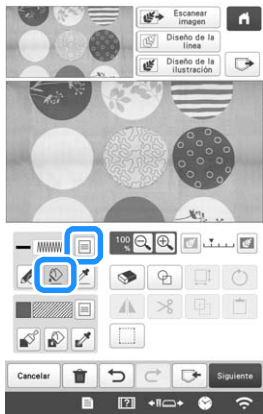 Escanear
imagen
Diseño de la
línea
Diseño de la
ilustración
100
%
Cancelar
Siguiente